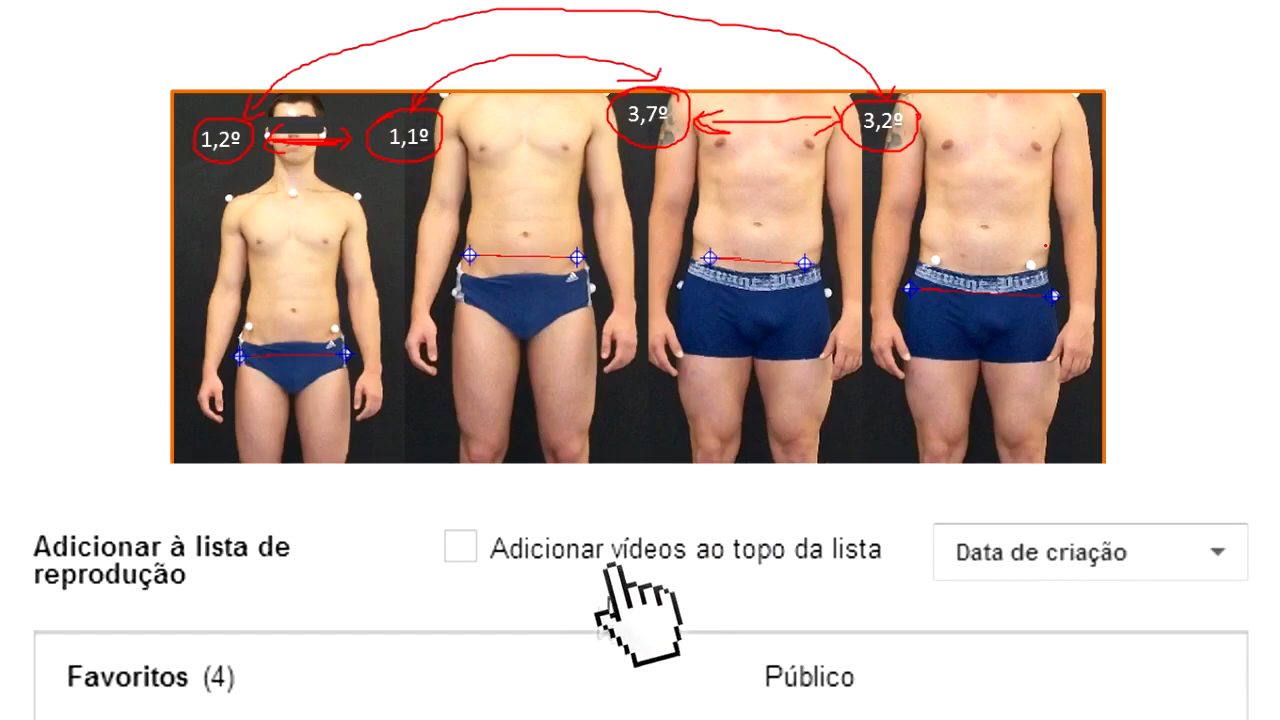 1,2º
1,1º
3,7º
3,2º
Adicionar à lista de
reprodução
Adicionar vídeos ao topo da lista
Data de criação
Favoritos (4)
Público